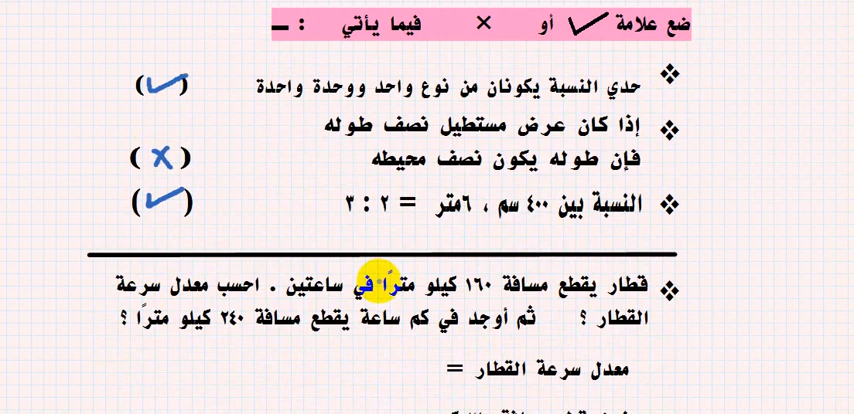 ضع علامة ✓ أو × فيما يأتي : ــ
❖ حدي النسبة يكونان من نوع واحد ووحدة واحدة (✓)
❖ إذا كان عرض مستطيل نصف طوله
فإن طوله يكون نصف محيطه (X)
❖ النسبة بين ٤٠٠ سم ، ٦متر = ٢ : ٣ (✓)
❖ قطار يقطع مسافة ١٦٠ كيلو مترًا في ساعتين . احسب معدل سرعة
القطار ؟ ثم أوجد في كم ساعة يقطع مسافة ٢٤٠ كيلو مترًا ؟
معدل سرعة القطار =